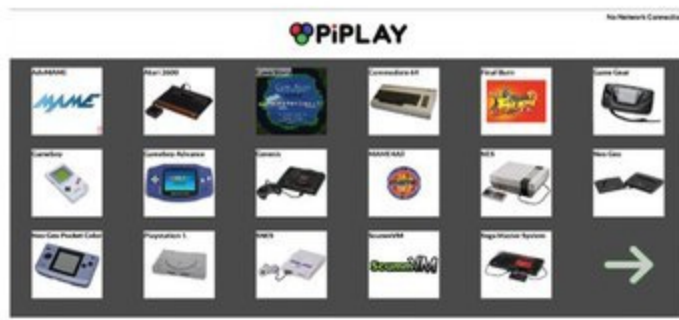 No Network Connectio
PiPLAY
AdvMAME
Atari 2600
Cave Story
Commodore 64
Final Burn
Game Gear
MAME
Gameboy
Gameboy Advance
Genesis
MAME4All
NES
Neo Geo
Neo Geo Pocket Color
Playstation 1
SNES
ScummVM
Sega Master System
ScummVM